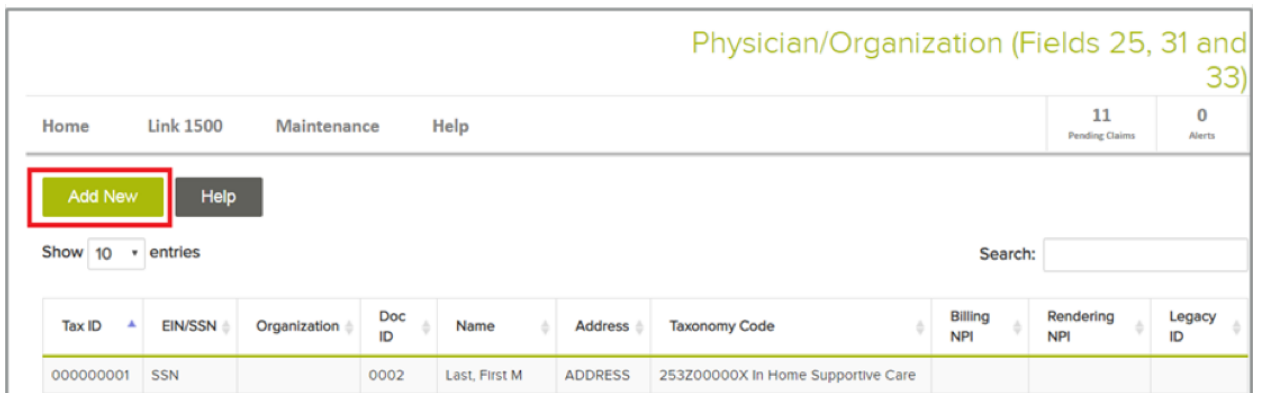 Physician/Organization (Fields 25, 31 and
33)
Home Link 1500 Maintenance Help 11 0
Pending Claims Alerts
Add New Help
Show 10 entries Search:
Tax ID EIN/SSN Organization Doc ID Name Address Taxonomy Code Billing NPI Rendering NPI Legacy ID
000000001 SSN 0002 Last, First M ADDRESS 253Z00000X In Home Supportive Care